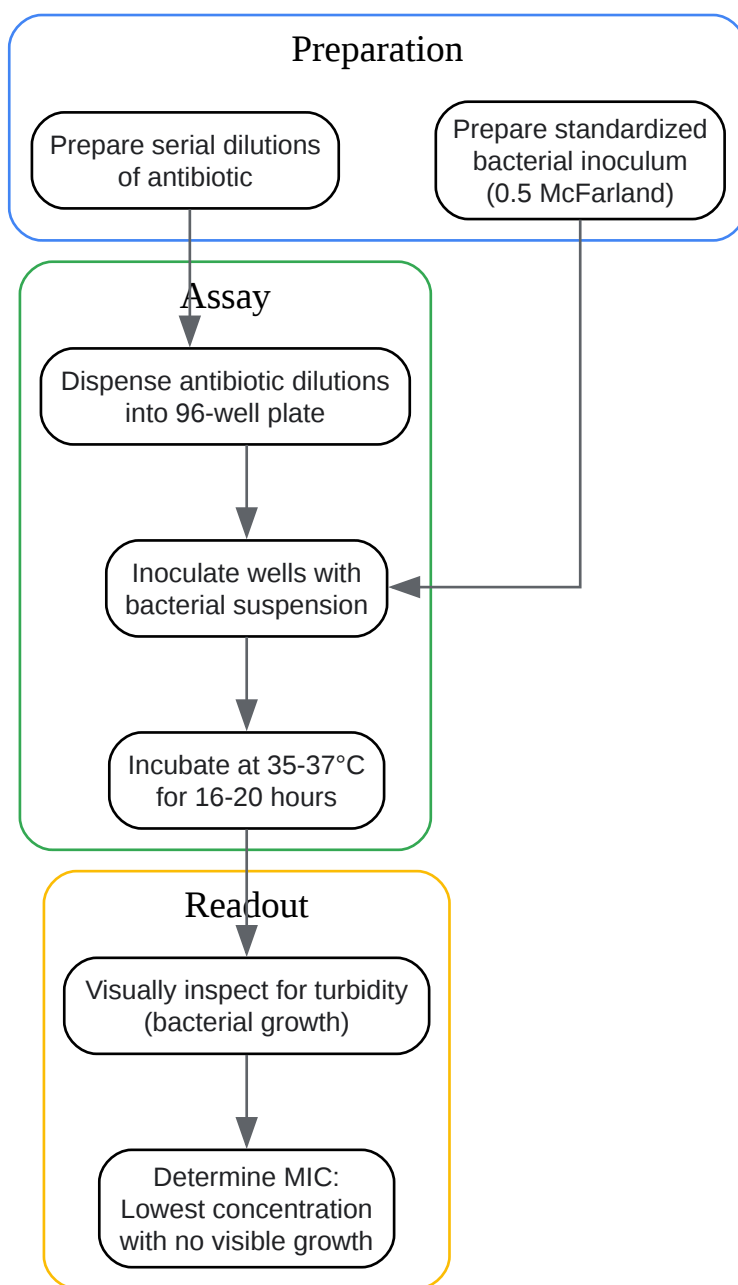 Preparation
Prepare serial dilutions
of antibiotic
Prepare standardized
bacterial inoculum
(0.5 McFarland)
Assay
Dispense antibiotic dilutions
into 96-well plate
Inoculate wells with
bacterial suspension
Incubate at 35-37°C
for 16-20 hours
Readout
Visually inspect for turbidity
(bacterial growth)
Determine MIC:
Lowest concentration
with no visible growth